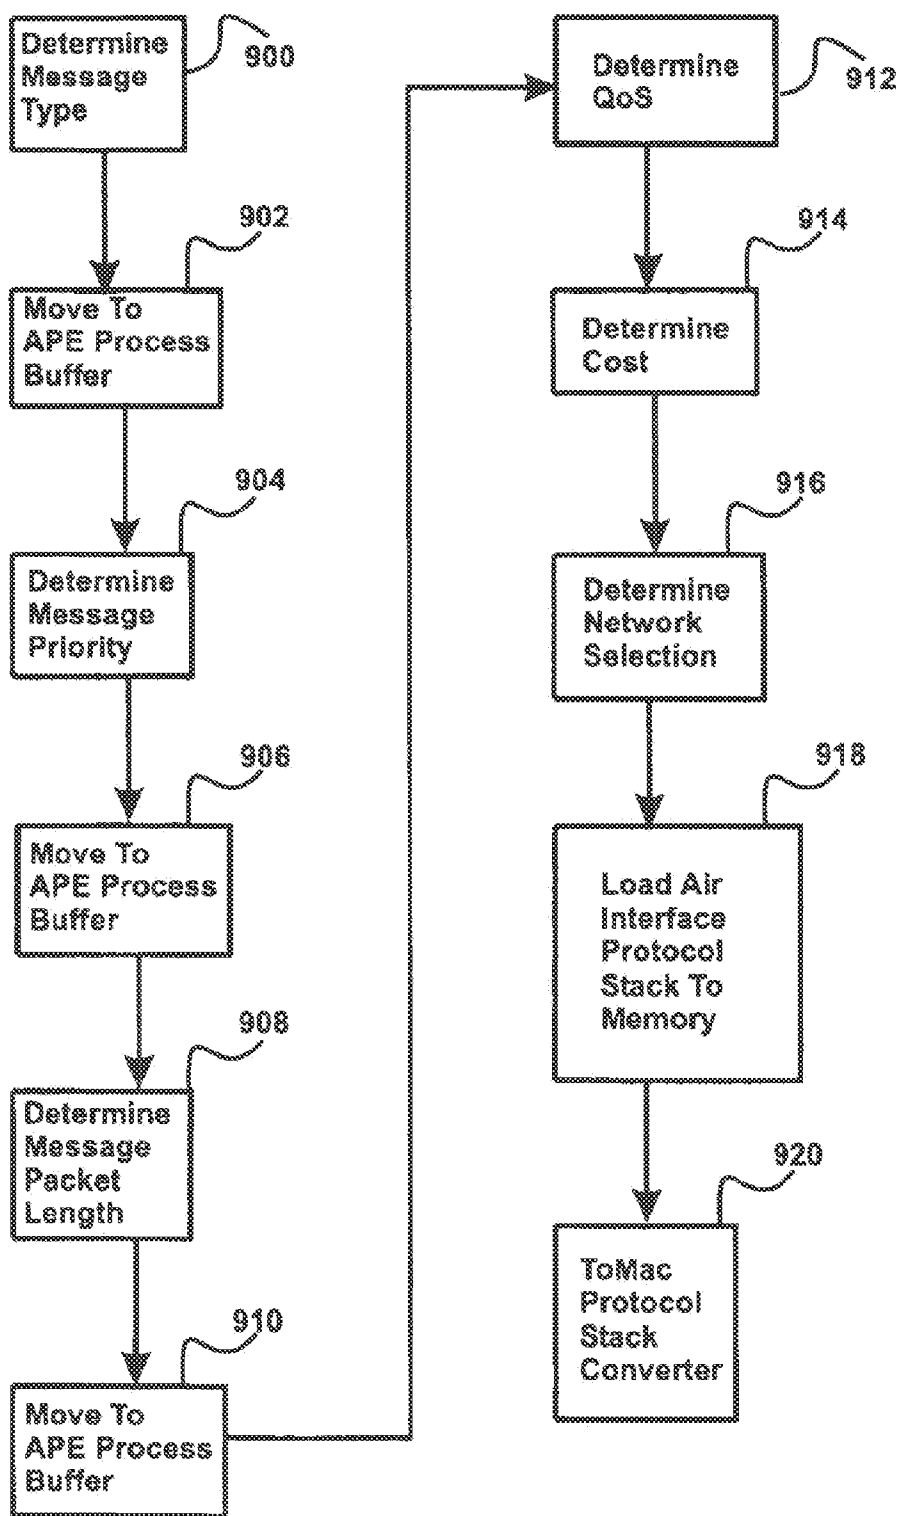 Determine
Message
Type
900
902
Move To
APE Process
Buffer
904
Determine
Message
Priority
906
Move To
APE Process
Buffer
908
Determine
Message
Packet
Length
910
Move To
APE Process
Buffer
Determine
QoS
912
914
Determine
Cost
916
Determine
Network
Selection
918
Load Air
Interface
Protocol
Stack To
Memory
920
ToMac
Protocol
Stack
Converter